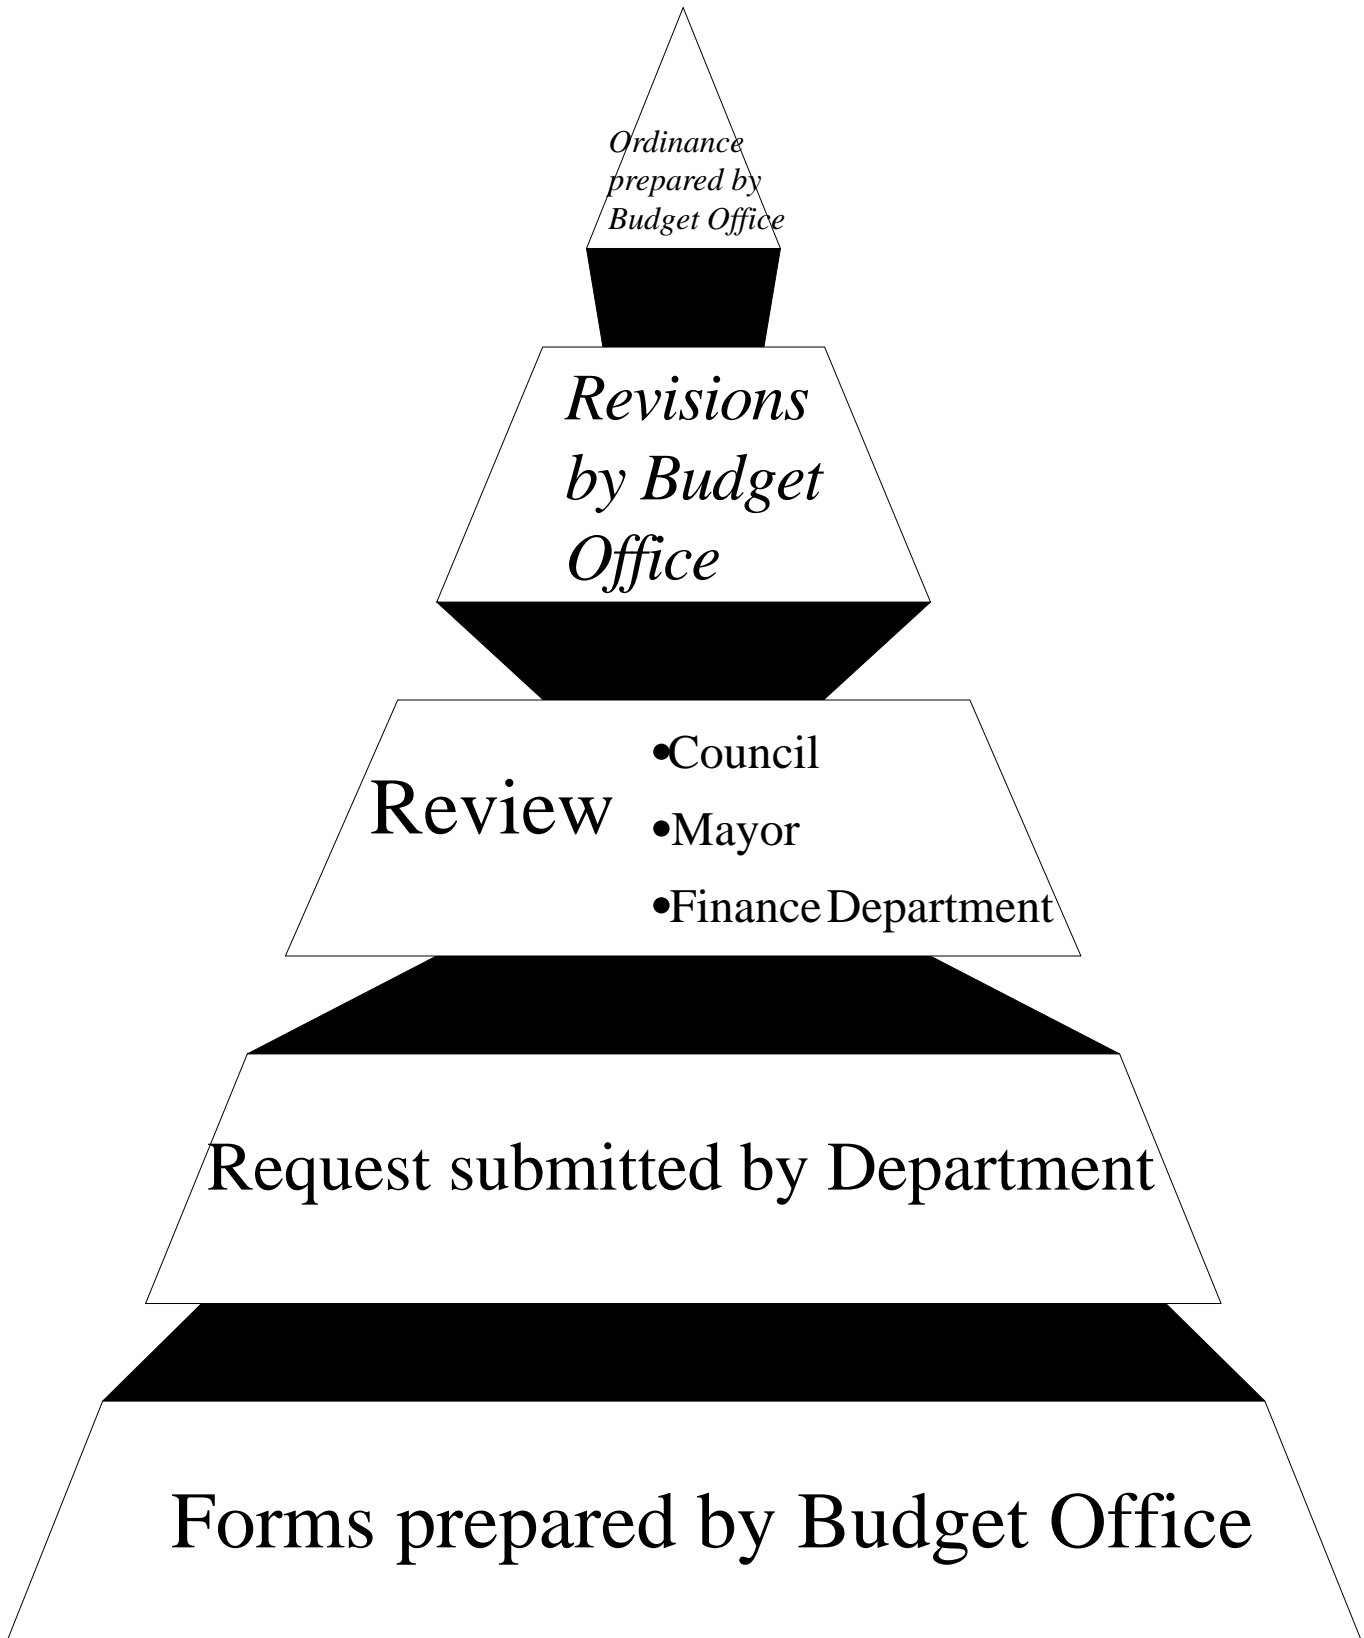 Ordinance
prepared by
Budget Office
Revisions
by Budget
Office
Review
•Council
•Mayor
•Finance Department
Request submitted by Department
Forms prepared by Budget Office